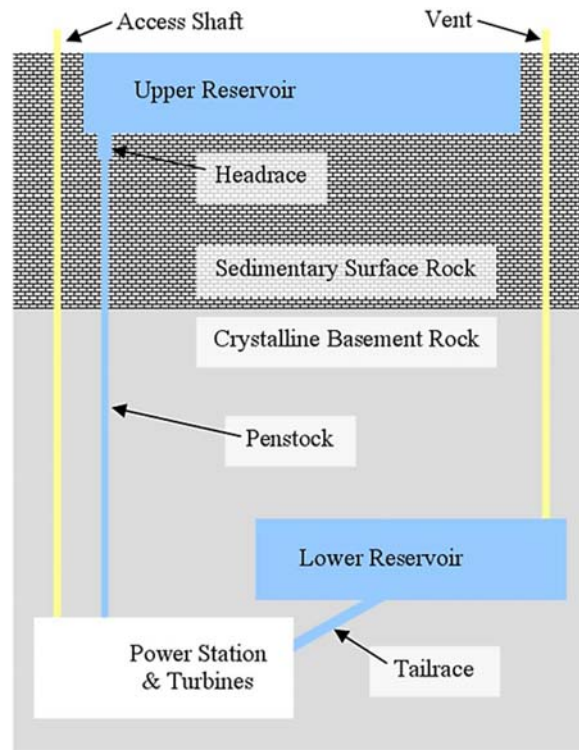 Access Shaft
Vent
Upper Reservoir
Headrace
Sedimentary Surface Rock
Crystalline Basement Rock
Penstock
Lower Reservoir
Power Station
& Turbines
Tailrace